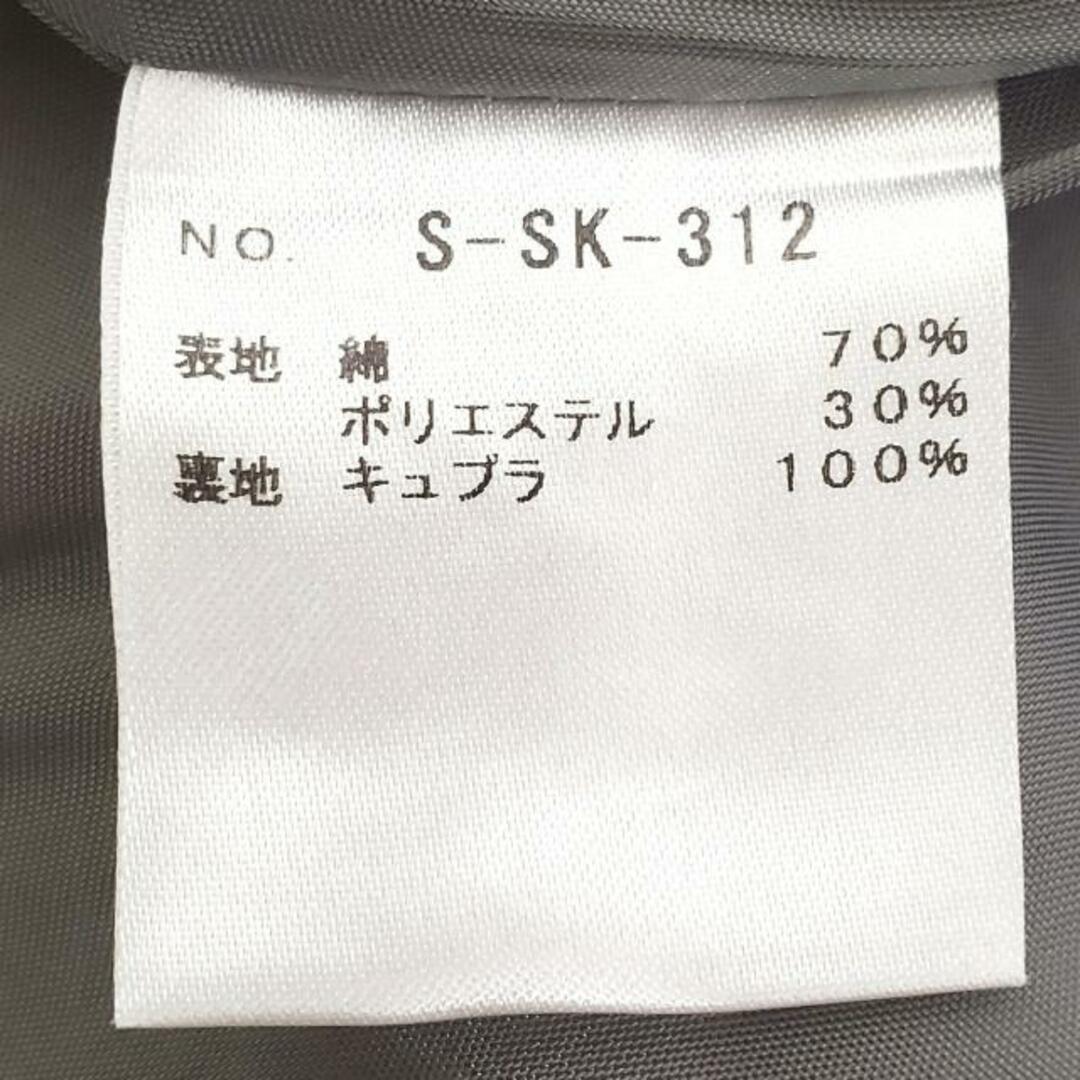 NO. S-SK-312
表地 綿 70%
ポリエステル 30%
裏地 キュプラ 100%